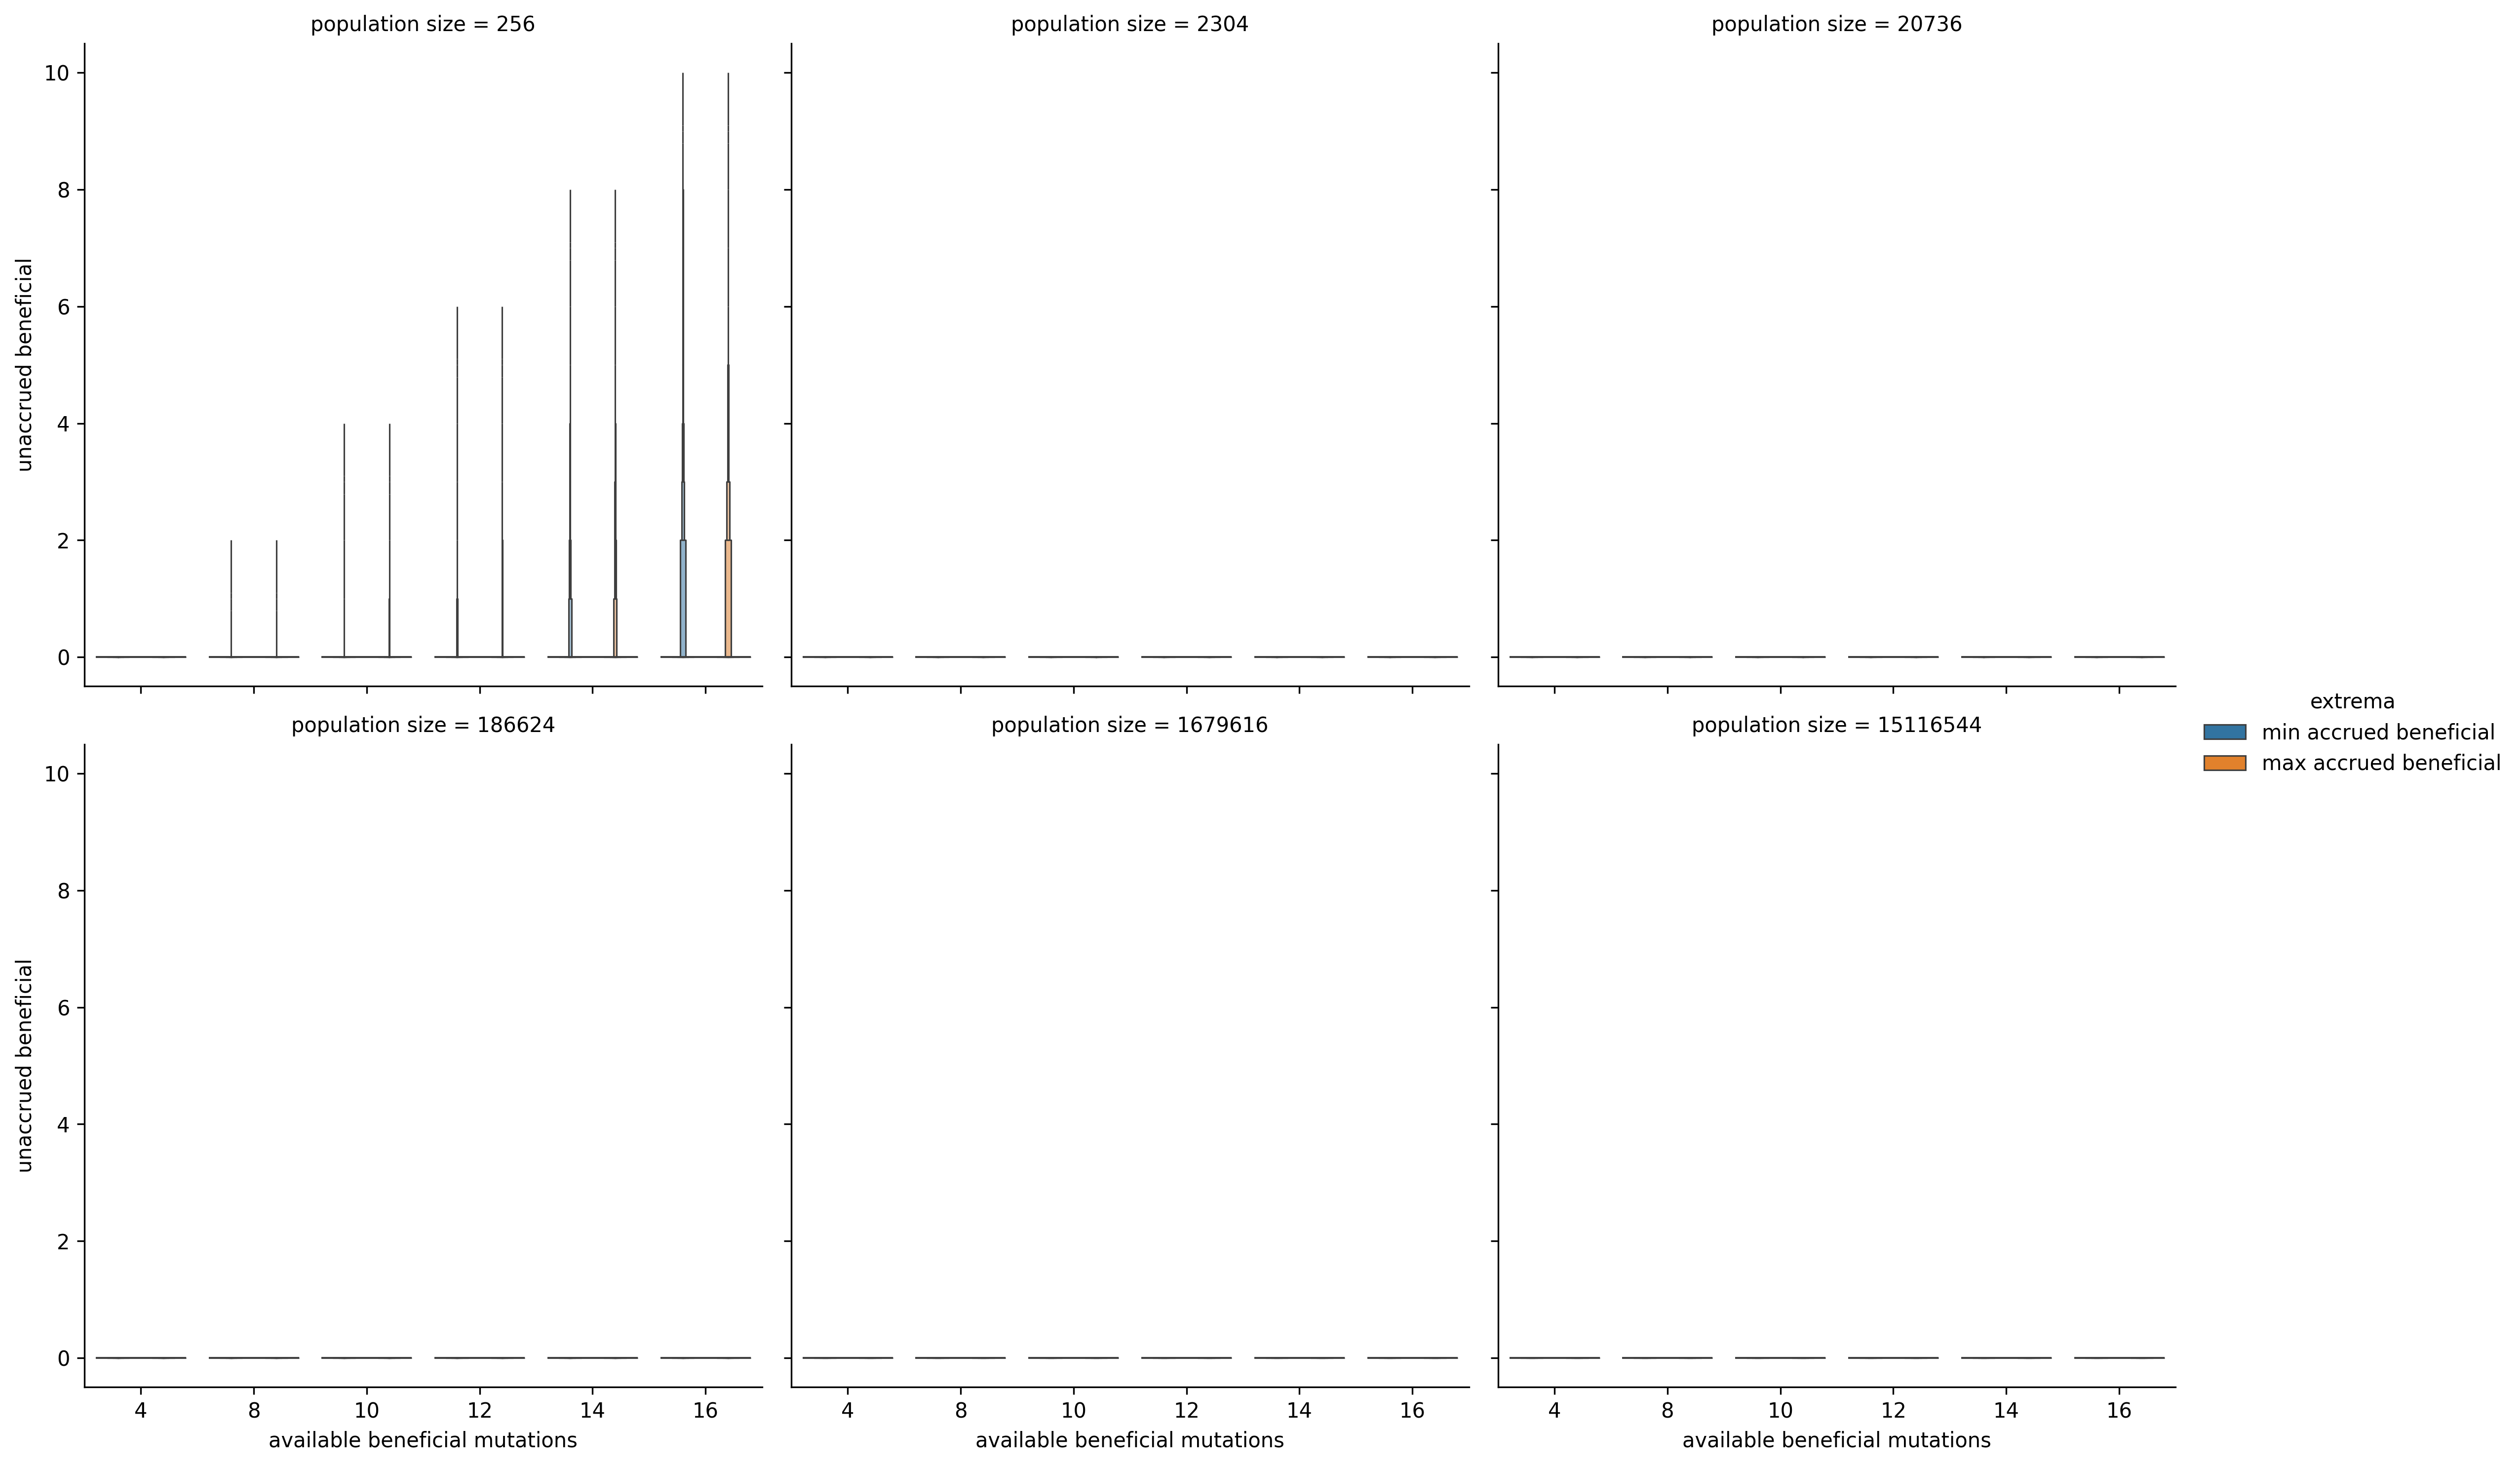 population size = 256
population size = 2304
population size = 20736
10
8
6
4
2
0
unaccrued beneficial
population size = 186624
population size = 1679616
population size = 15116544
extrema
min accrued beneficial
max accrued beneficial
10
8
6
4
2
0
unaccrued beneficial
4 8 10 12 14 16
4 8 10 12 14 16
4 8 10 12 14 16
available beneficial mutations
available beneficial mutations
available beneficial mutations